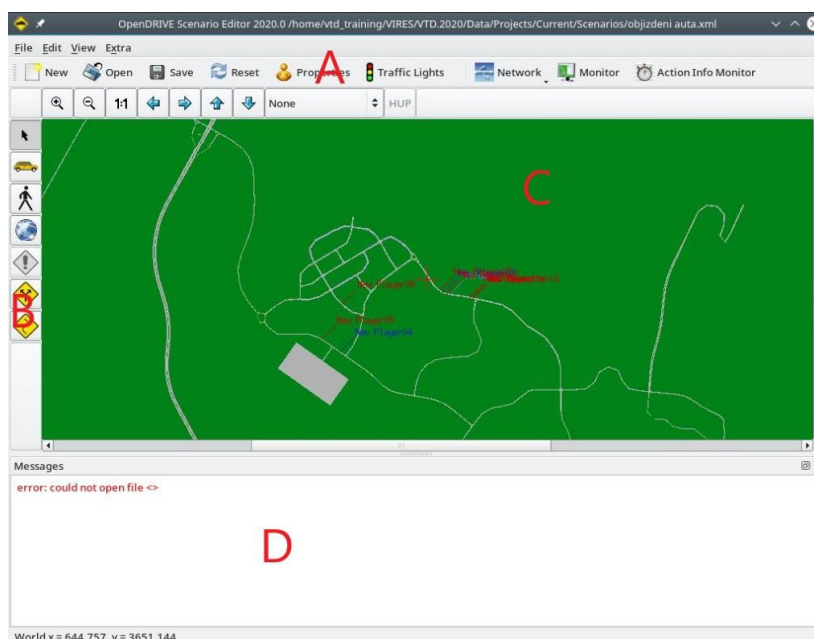 OpenDRIVE Scenario Editor 2020.0 /home/vtd_training/VIRES/VTD.2020/Data/Projects/Current/Scenarios/objizdeni auta.xml
File Edit View Extra
A
New Open Save Reset Properties Traffic Lights Network Monitor Action Info Monitor
1:1 None HUP
C
New Player04
B
Messages
error: could not open file <>
D
World x = 644.757 y = 3651.144